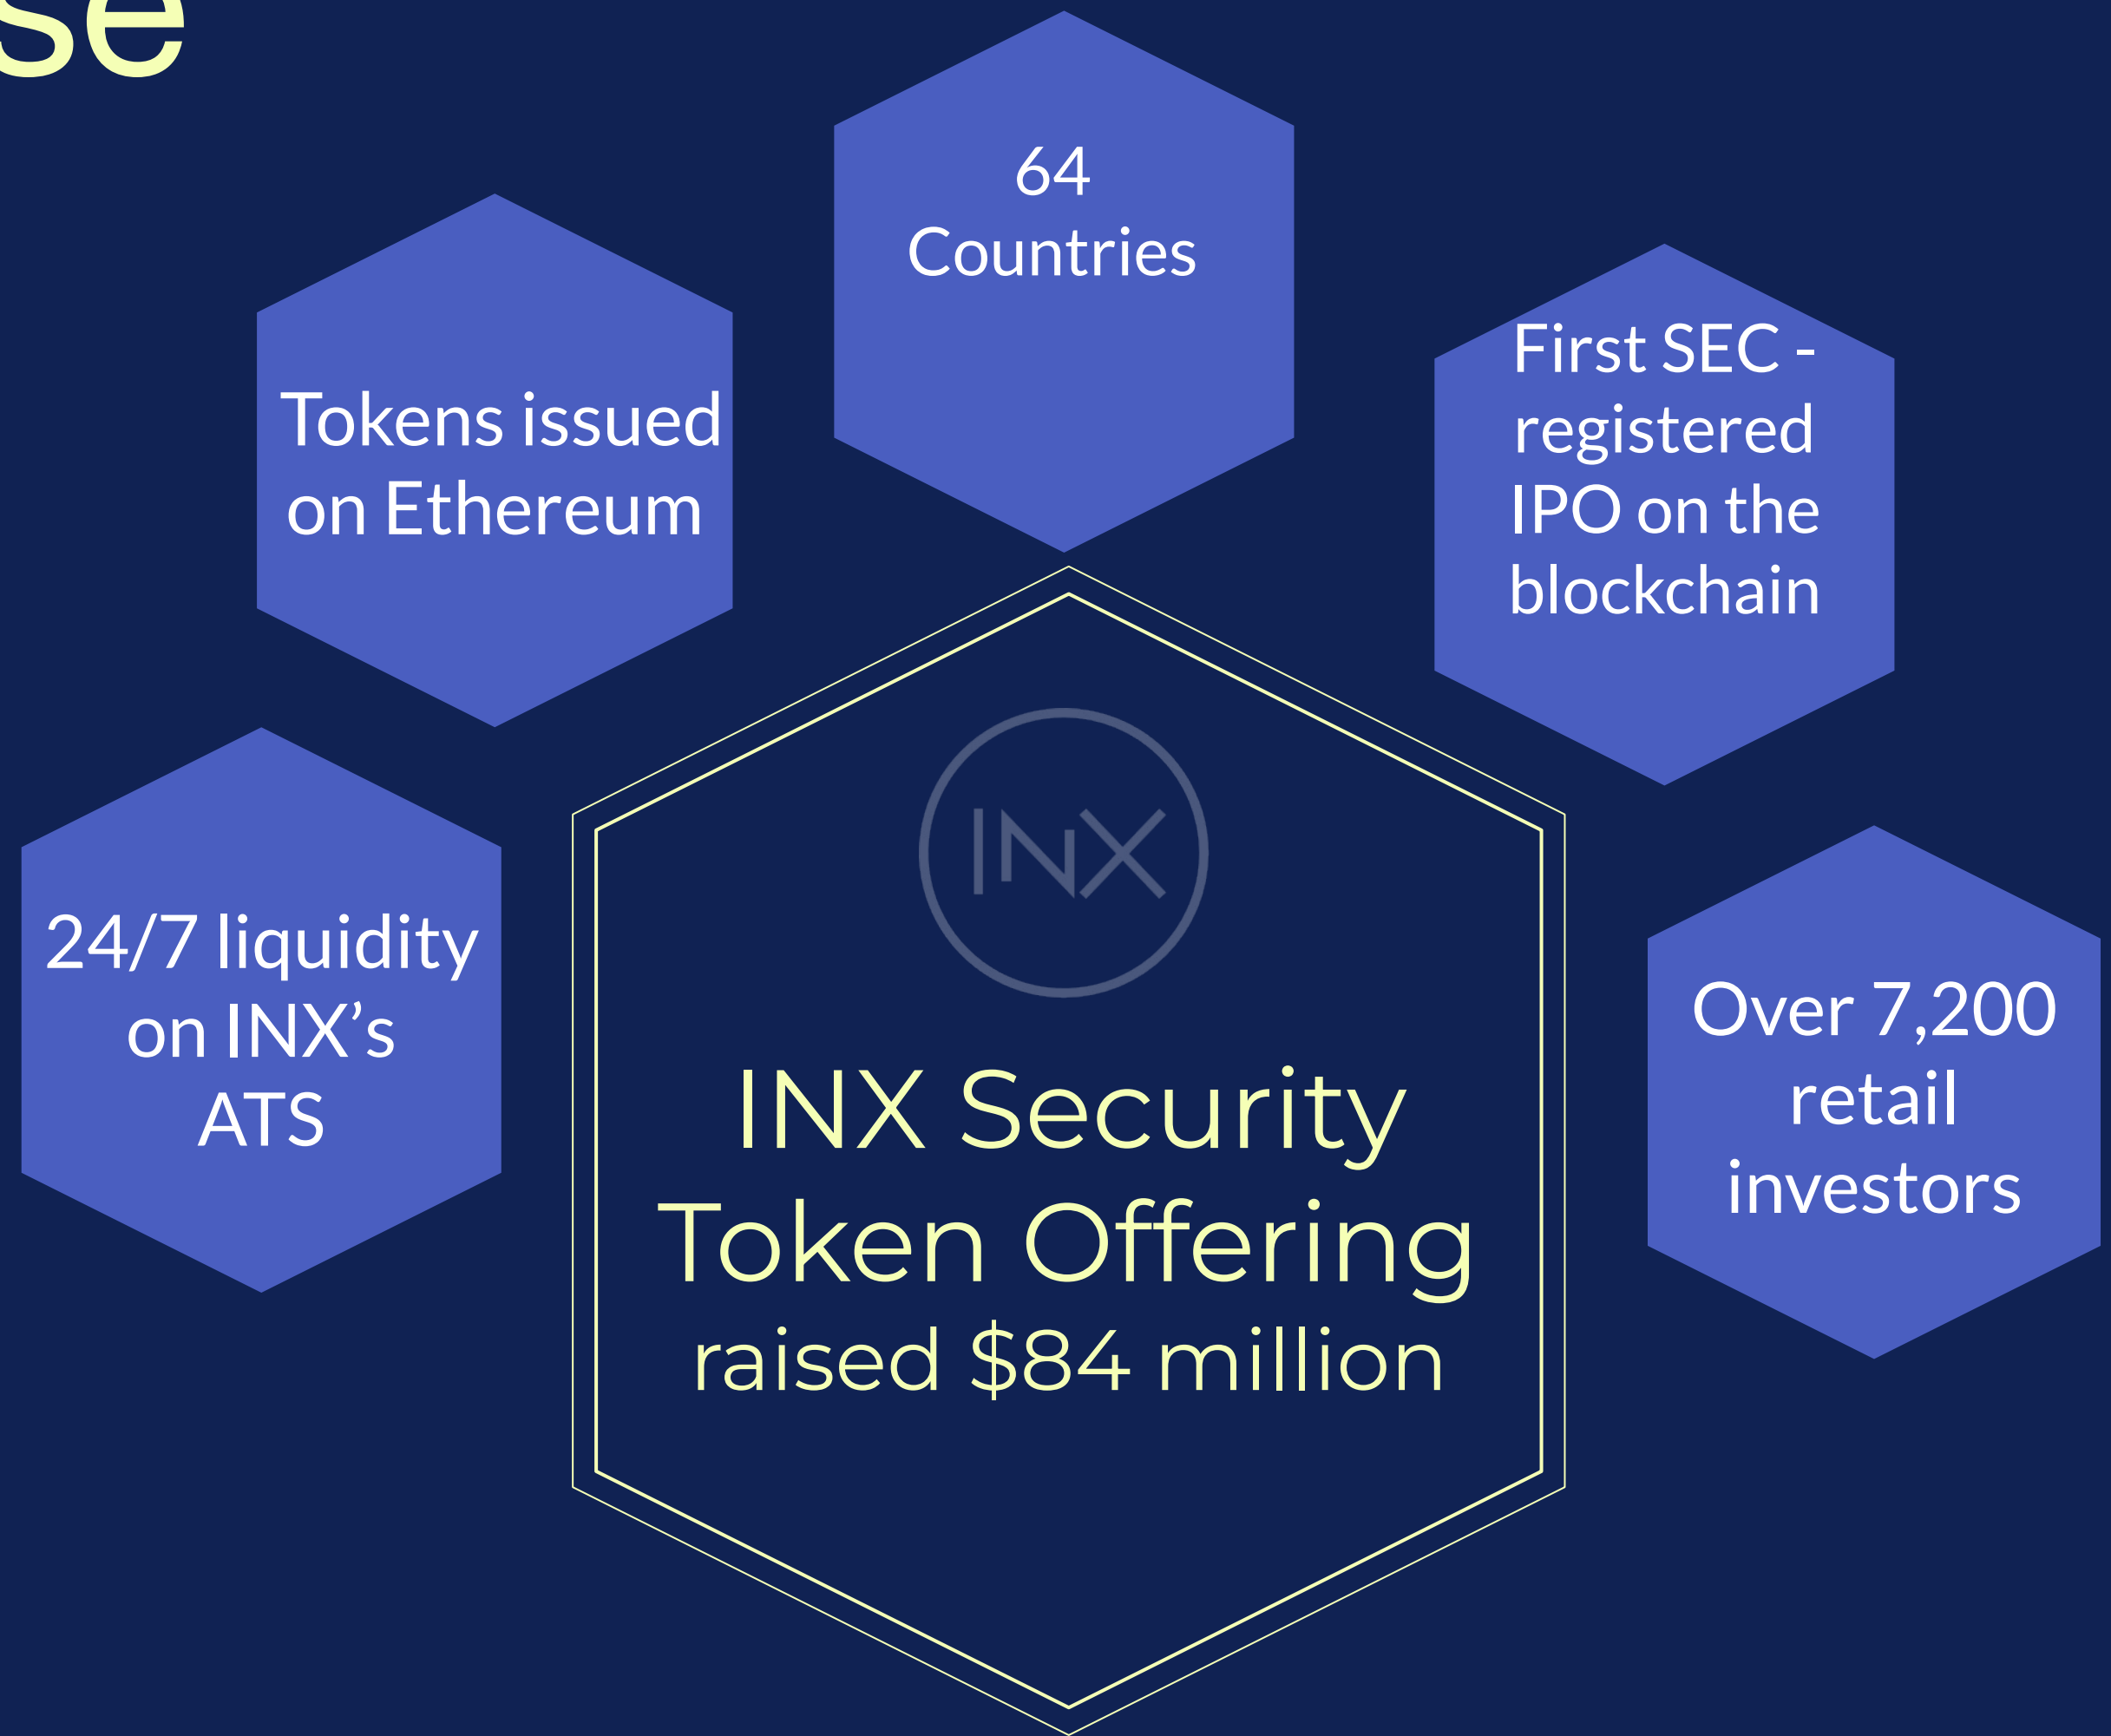 se
64
Countries
Tokens issued
on Ethereum
First SEC -
registered
IPO on the
blockchain
24/7 liquidity
on INX's
ATS
Over 7,200
retail
investors
INX
INX Security
Token Offering
raised $84 million